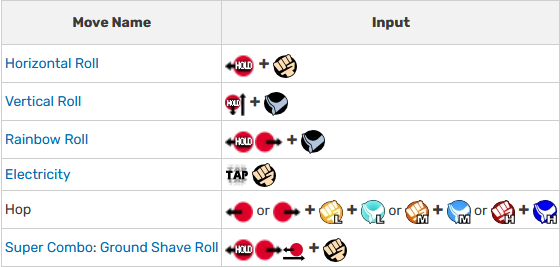 Move Name Input
Horizontal Roll HOLD +
Vertical Roll HOLD +
Rainbow Roll HOLD +
Electricity TAP
Hop or + L + L or M + M or H + H
Super Combo: Ground Shave Roll HOLD +